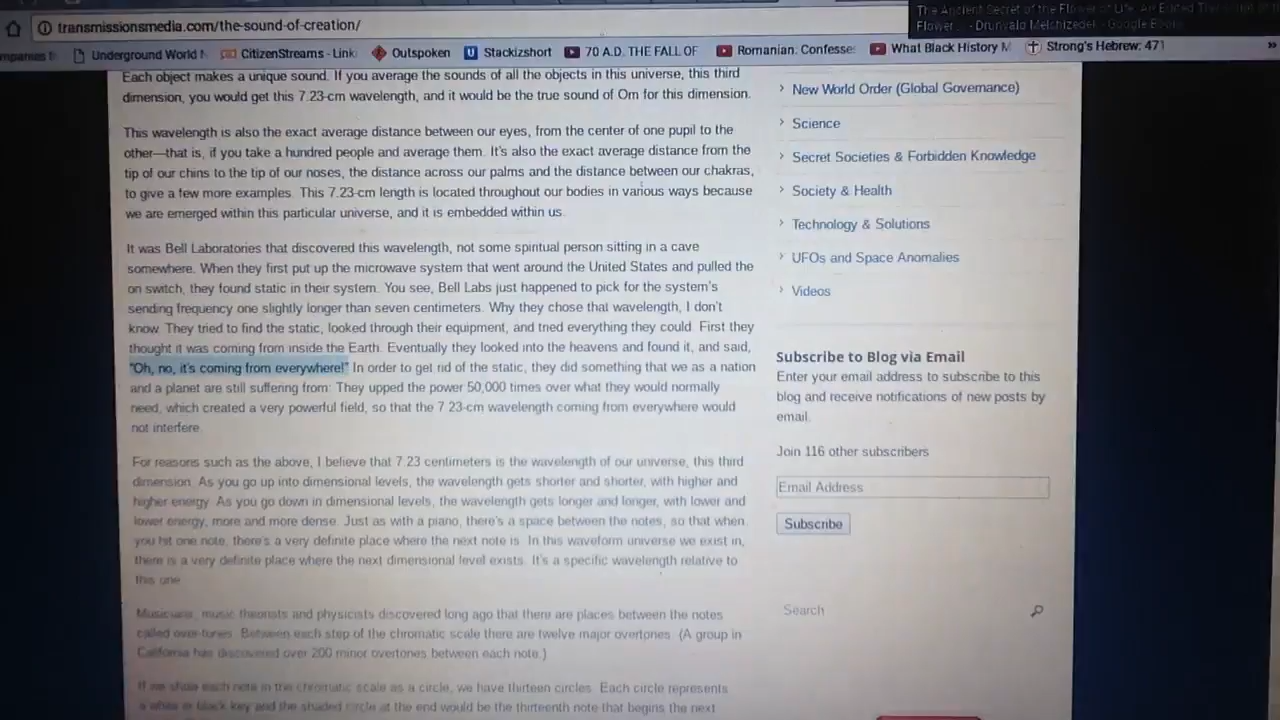 The Ancient Secret of the Flower of Life: An Edited
Flower... - Drunvalo Melchizedek - Google Books
transmissionsmedia.com/the-sound-of-creation/
Underground World N
CitizenStreams - Link
Outspoken
Stackizshort
70 A.D. THE FALL OF
Romanian: Confesse
What Black History M
Strong's Hebrew: 471
»
Each object makes a unique sound. If you average the sounds of all the objects in this universe, this third
dimension, you would get this 7.23-cm wavelength, and it would be the true sound of Om for this dimension.
This wavelength is also the exact average distance between our eyes, from the center of one pupil to the
other—that is, if you take a hundred people and average them. It's also the exact average distance from the
tip of our chins to the tip of our noses, the distance across our palms and the distance between our chakras,
to give a few more examples. This 7.23-cm length is located throughout our bodies in various ways because
we are emerged within this particular universe, and it is embedded within us.
It was Bell Laboratories that discovered this wavelength, not some spiritual person sitting in a cave
somewhere. When they first put up the microwave system that went around the United States and pulled the
on switch, they found static in their system. You see, Bell Labs just happened to pick for the system's
sending frequency one slightly longer than seven centimeters. Why they chose that wavelength, I don't
know. They tried to find the static, looked through their equipment, and tried everything they could. First they
thought it was coming from inside the Earth. Eventually they looked into the heavens and found it, and said,
"Oh, no, it's coming from everywhere!" In order to get rid of the static, they did something that we as a nation
and a planet are still suffering from: They upped the power 50,000 times over what they would normally
need, which created a very powerful field, so that the 7.23-cm wavelength coming from everywhere would
not interfere.
For reasons such as the above, I believe that 7.23 centimeters is the wavelength of our universe, this third
dimension. As you go up into dimensional levels, the wavelength gets shorter and shorter, with higher and
higher energy. As you go down in dimensional levels, the wavelength gets longer and longer, with lower and
lower energy, more and more dense. Just as with a piano, there's a space between the notes, so that when
you hit one note, there's a very definite place where the next note is. In this waveform universe we exist in,
there is a very definite place where the next dimensional level exists. It's a specific wavelength relative to
this one.
Musicians, music theorists and physicists discovered long ago that there are places between the notes
called over-tones. Between each step of the chromatic scale there are twelve major overtones. (A group in
California has discovered over 200 minor overtones between each note.)
If we show each note in the chromatic scale as a circle, we have thirteen circles. Each circle represents
a white or black key and the shaded circle at the end would be the thirteenth note that begins the next
New World Order (Global Governance)
Science
Secret Societies & Forbidden Knowledge
Society & Health
Technology & Solutions
UFOs and Space Anomalies
Videos
Subscribe to Blog via Email
Enter your email address to subscribe to this
blog and receive notifications of new posts by
email.
Join 116 other subscribers
Email Address
Subscribe
Search